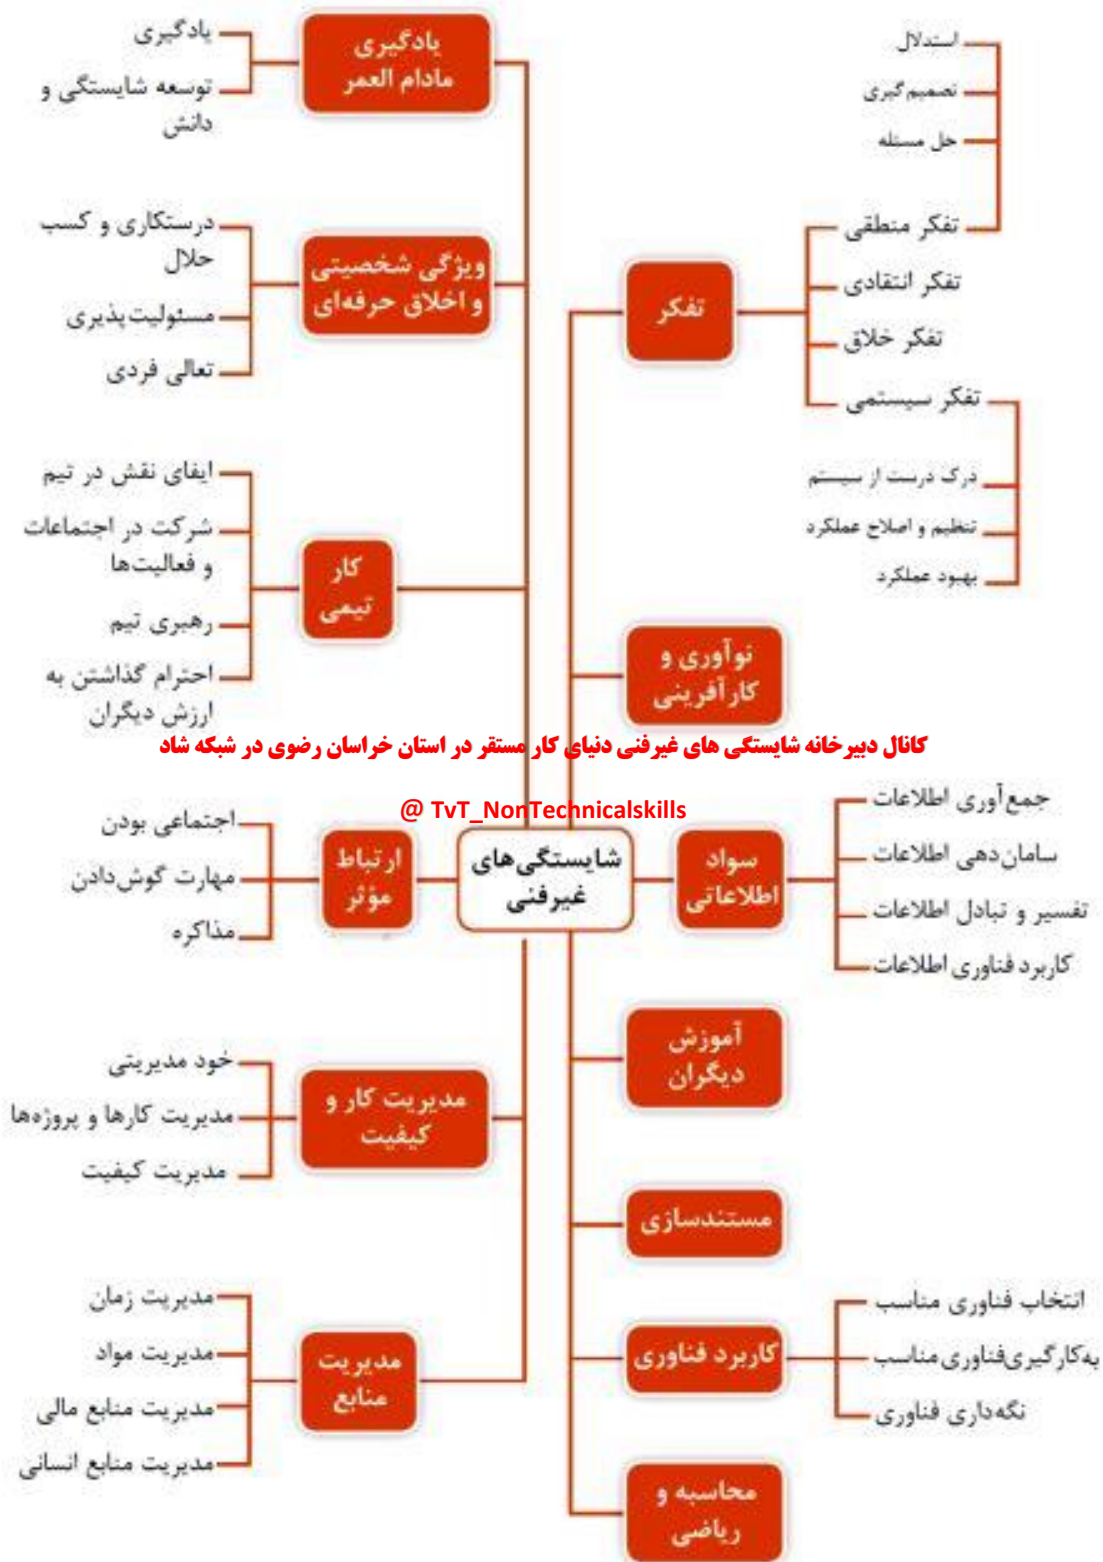 شایستگی‌های
غیرفنی
تفکر
استدلال
تصمیم گیری
حل مسئله
تفکر منطقی
تفکر انتقادی
تفکر خلاق
تفکر سیستمی
درک درست از سیستم
تنظیم و اصلاح عملکرد
بهبود عملکرد
نوآوری و
کارآفرینی
سواد
اطلاعاتی
جمع‌آوری اطلاعات
سامان‌دهی اطلاعات
تفسیر و تبادل اطلاعات
کاربرد فناوری اطلاعات
آموزش
دیگران
مستندسازی
کاربرد فناوری
انتخاب فناوری مناسب
به‌کارگیری‌فناوری‌مناسب
نگه‌داری فناوری
محاسبه و
ریاضی
یادگیری
مادام العمر
یادگیری
توسعه شایستگی و
دانش
ویژگی شخصیتی
و اخلاق حرفه‌ای
درستکاری و کسب
حلال
مسئولیت‌پذیری
تعالی فردی
کار
تیمی
ایفای نقش در تیم
شرکت در اجتماعات
و فعالیت‌ها
رهبری تیم
احترام گذاشتن به
ارزش دیگران
کانال دبیرخانه شایستگی های غیرفنی دنیای کار مستقر در استان خراسان رضوی در شبکه شاد
@ TvT_NonTechnicalskills
ارتباط
مؤثر
اجتماعی بودن
مهارت گوش‌دادن
مذاکره
مدیریت کار و
کیفیت
خود مدیریتی
مدیریت کارها و پروژه‌ها
مدیریت کیفیت
مدیریت
منابع
مدیریت زمان
مدیریت مواد
مدیریت منابع مالی
مدیریت منابع انسانی